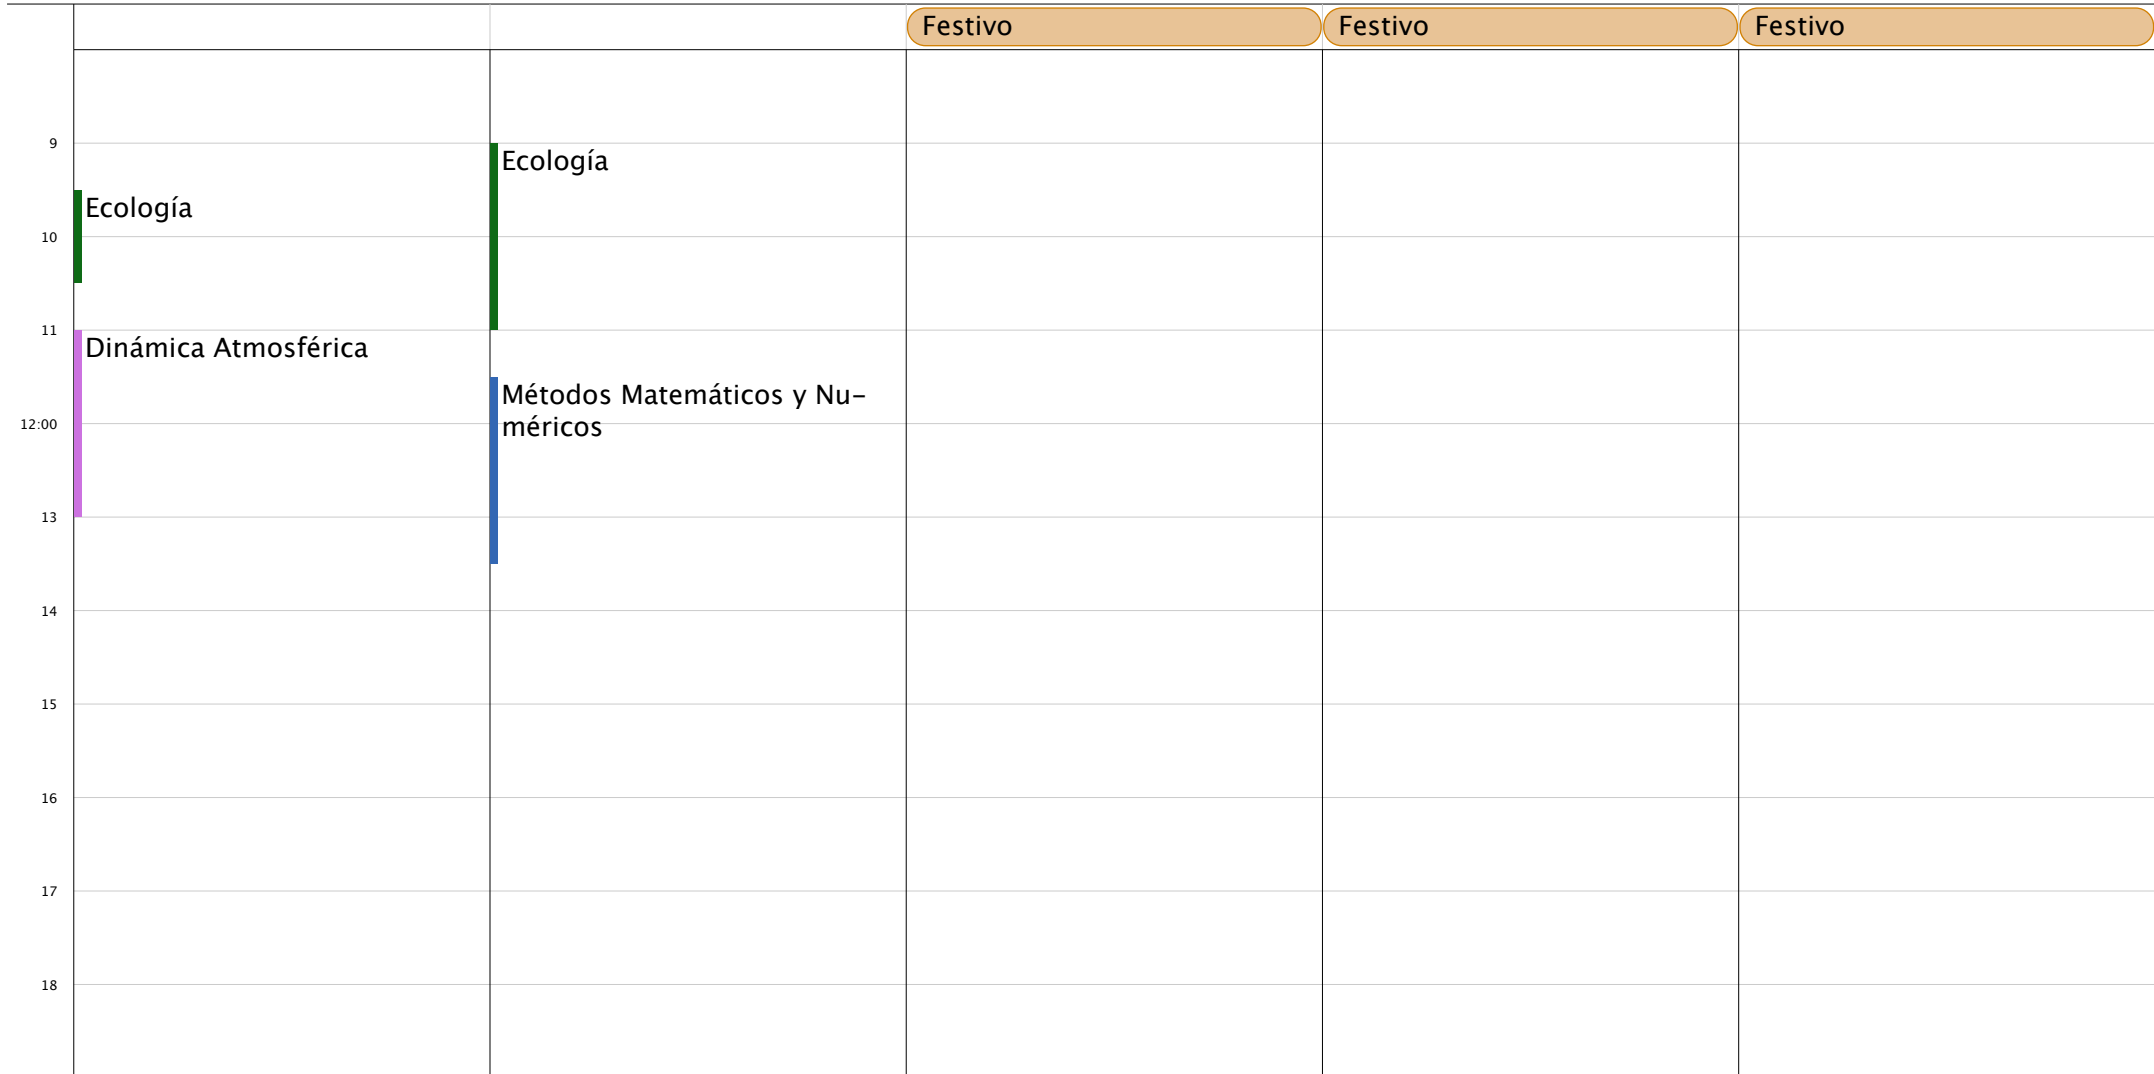 Festivo
Festivo
Festivo
9
Ecología
Ecología
10
11
Dinámica Atmosférica
Métodos Matemáticos y Nu-
méricos
12:00
13
14
15
16
17
18